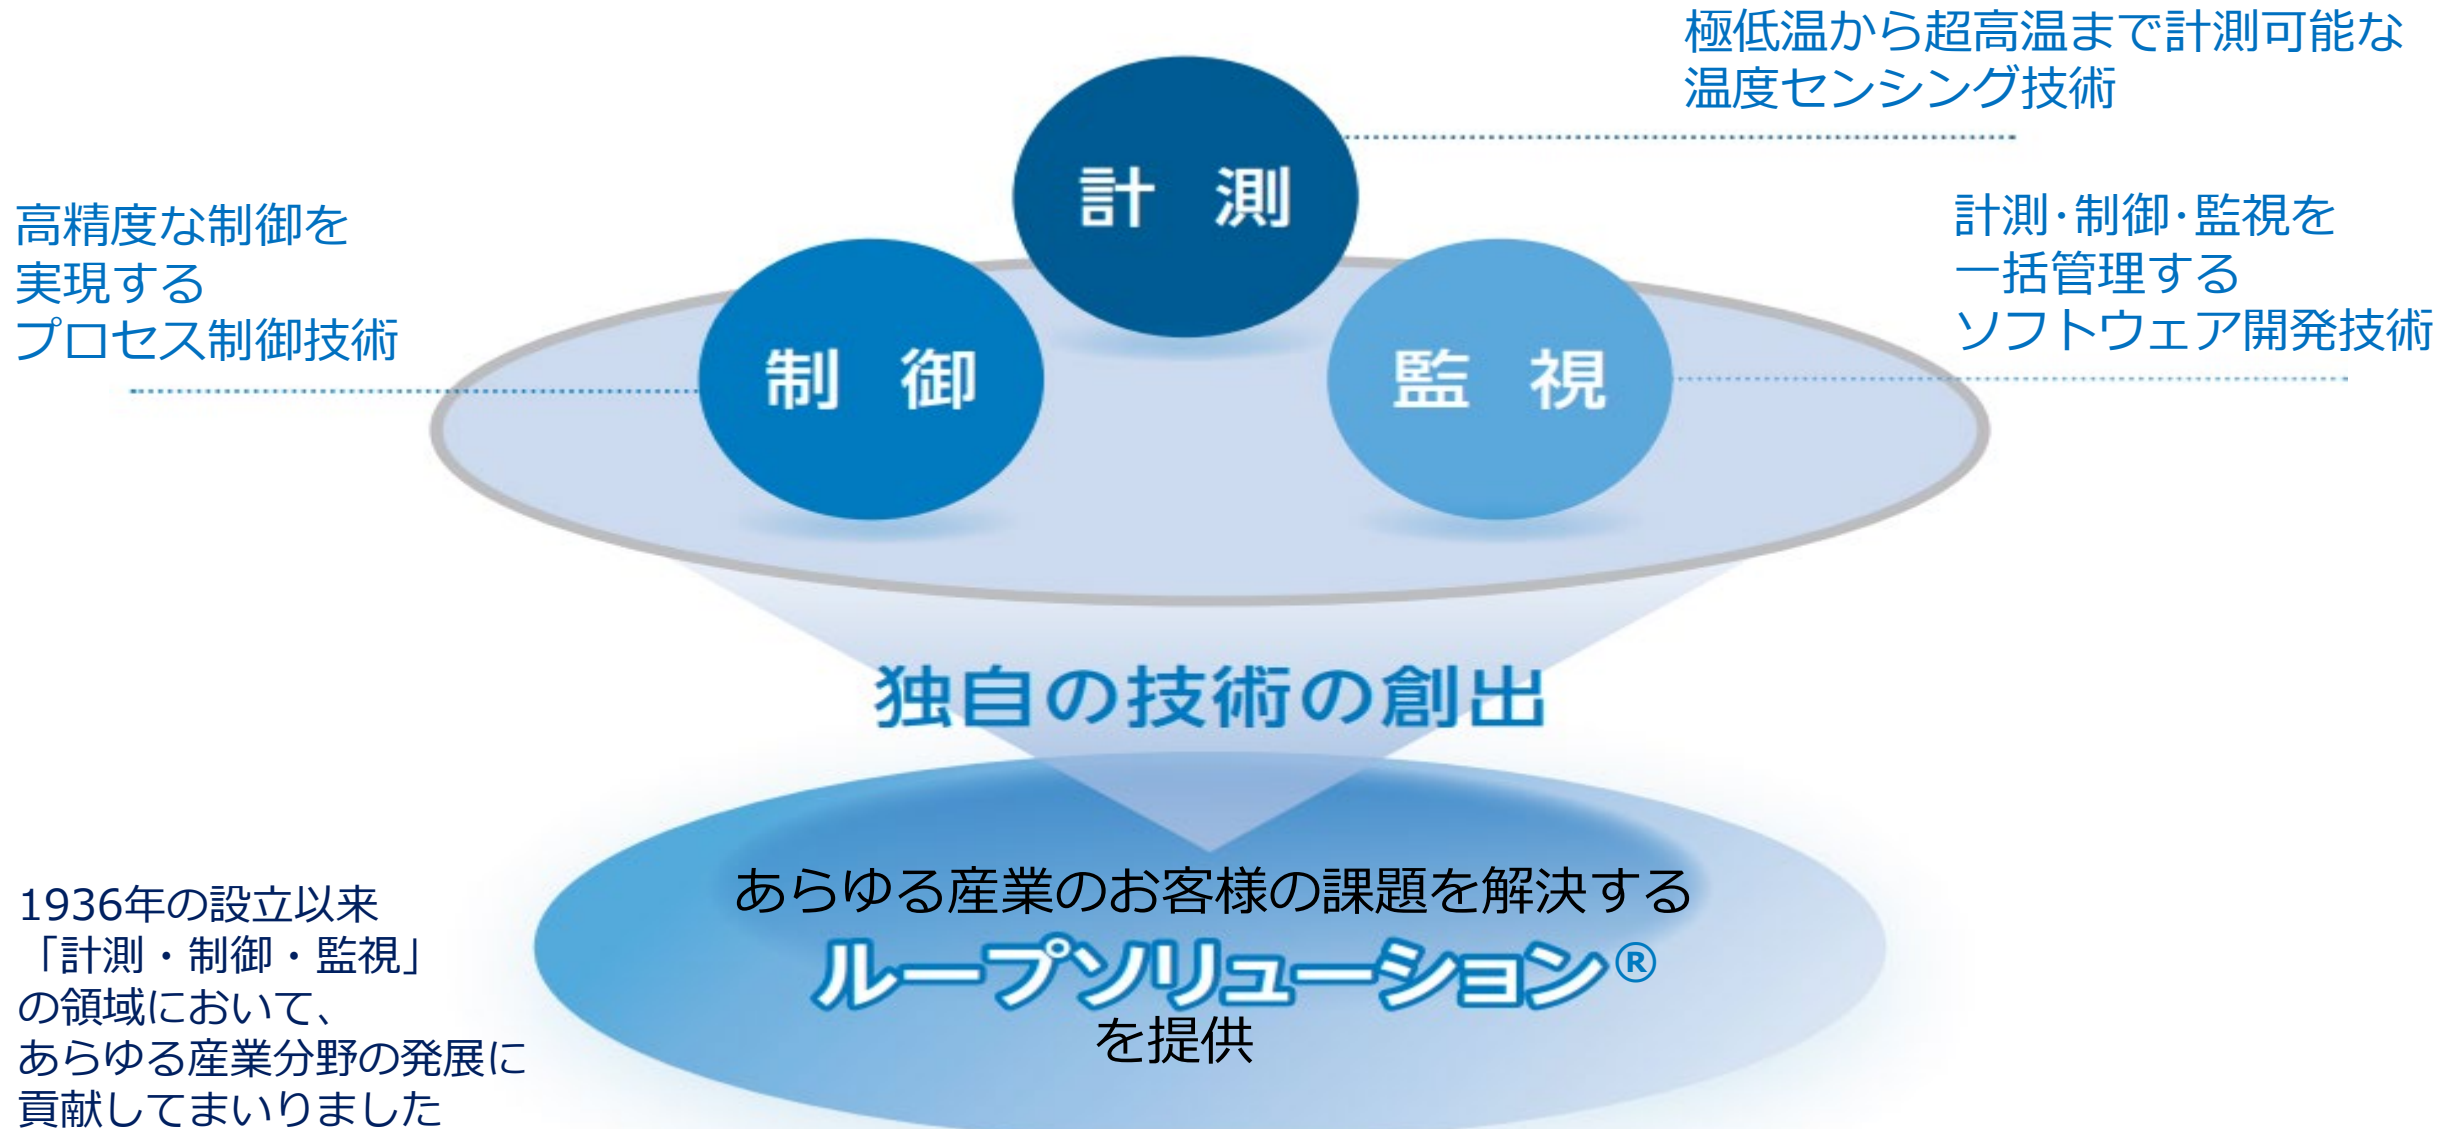 極低温から超高温まで計測可能な
温度センシング技術
計 測
高精度な制御を
実現する
プロセス制御技術
計測･制御･監視を
一括管理する
ソフトウェア開発技術
制 御
監 視
独自の技術の創出
あらゆる産業のお客様の課題を解決する
ループソリューション®
を提供
1936年の設立以来
「計測・制御・監視」
の領域において、
あらゆる産業分野の発展に
貢献してまいりました